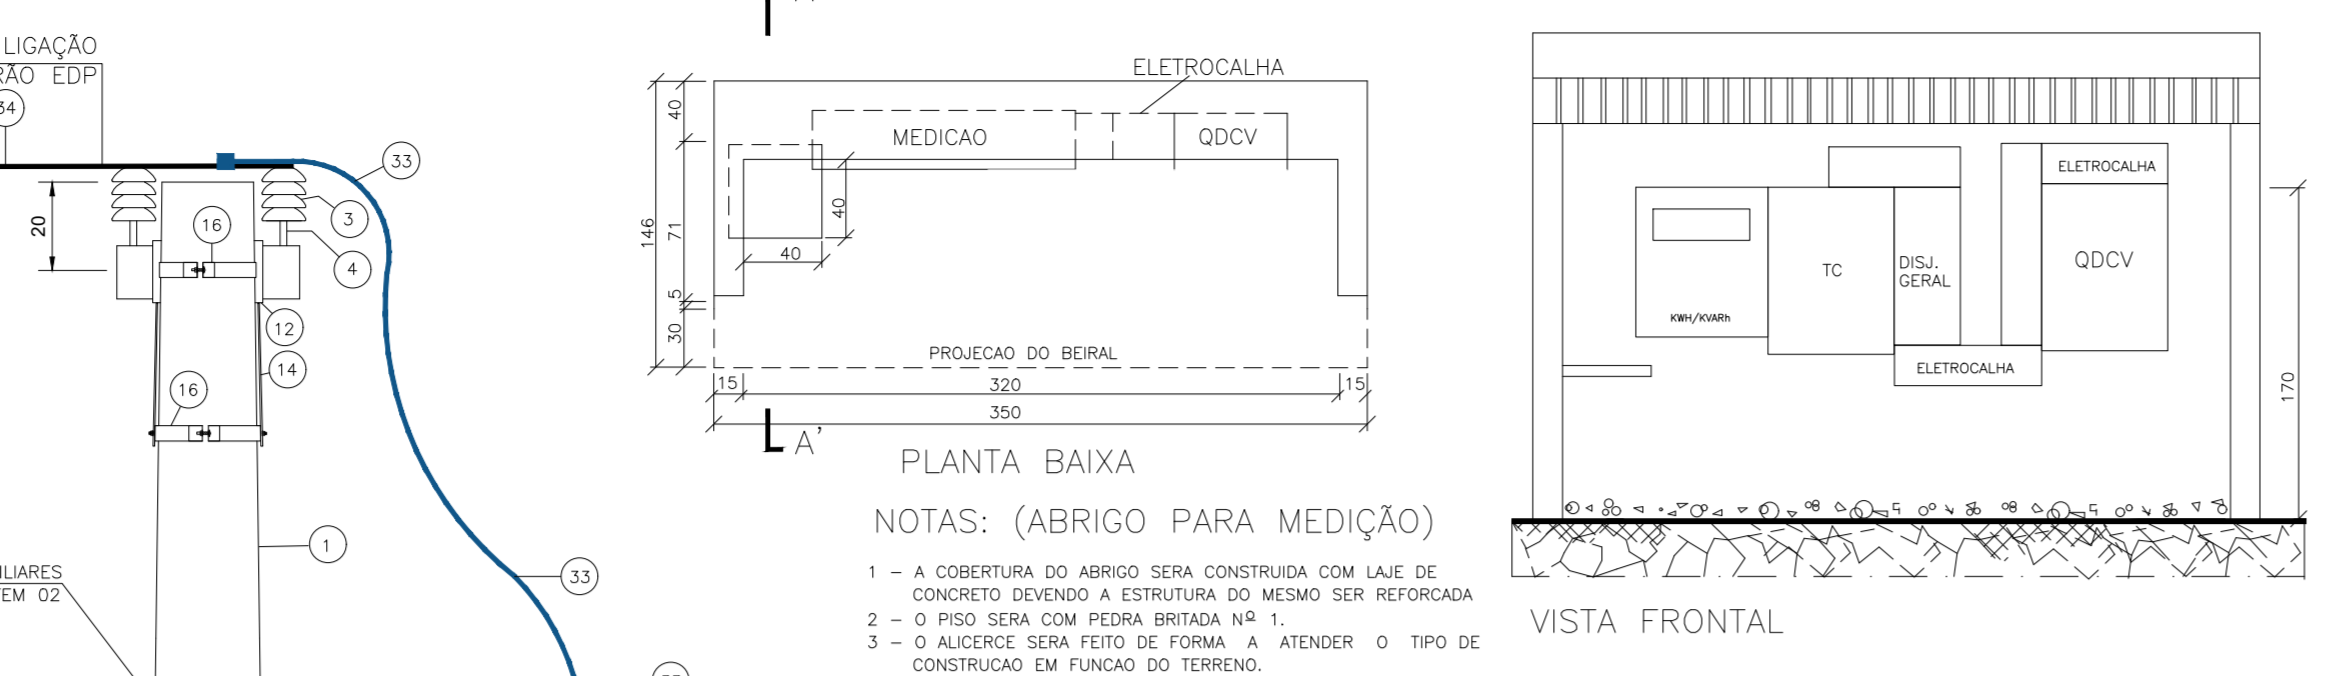 LIGAÇÃO
RÃO EDP
34
33
20
16
3
4
12
14
16
1
33
ILIARES
TEM 02
ELETROCALHA
MEDICAO
QDCV
40
146
71
40
40
5
30
PROJECAO DO BEIRAL
15
320
15
350
A'
PLANTA BAIXA
NOTAS: (ABRIGO PARA MEDIÇÃO)
1 – A COBERTURA DO ABRIGO SERA CONSTRUIDA COM LAJE DE
CONCRETO DEVENDO A ESTRUTURA DO MESMO SER REFORCADA
2 – O PISO SERA COM PEDRA BRITADA Nº 1.
3 – O ALICERCE SERA FEITO DE FORMA A ATENDER O TIPO DE
CONSTRUCAO EM FUNCAO DO TERRENO.
ELETROCALHA
TC
DISJ.
GERAL
QDCV
KWH/KVARh
ELETROCALHA
170
VISTA FRONTAL